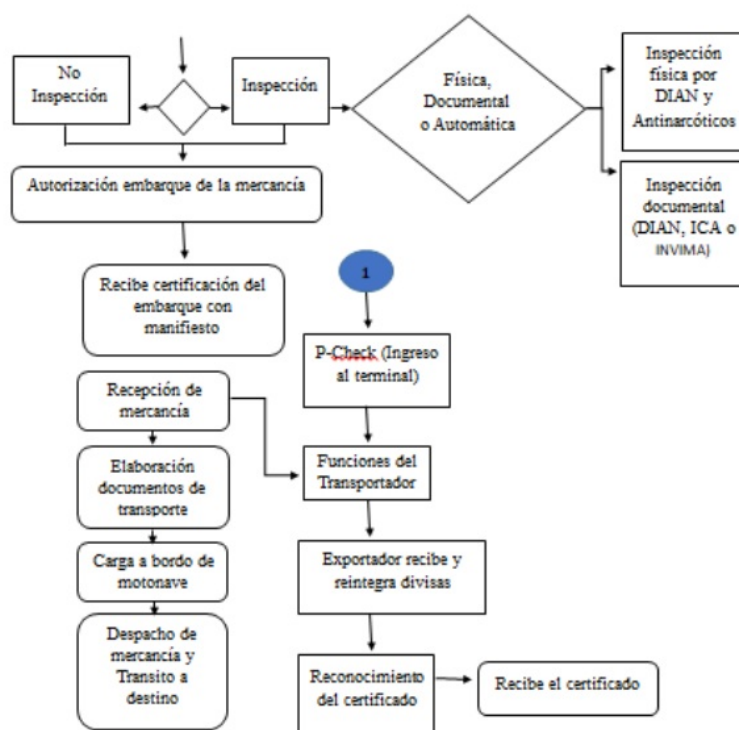 No
Inspección
Inspección
Física,
Documental
o Automática
Inspección
física por
DIAN y
Antinarcóticos
Inspección
documental
(DIAN, ICA o
INVIMA)
Autorización embarque de la mercancía
Recibe certificación del
embarque con
manifiesto
1
P-Check (Ingreso
al terminal)
Recepción de
mercancía
Funciones del
Transportador
Elaboración
documentos de
transporte
Carga a bordo de
motonave
Exportador recibe y
reintegra divisas
Despacho de
mercancía y
Transito a
destino
Reconocimiento
del certificado
Recibe el certificado